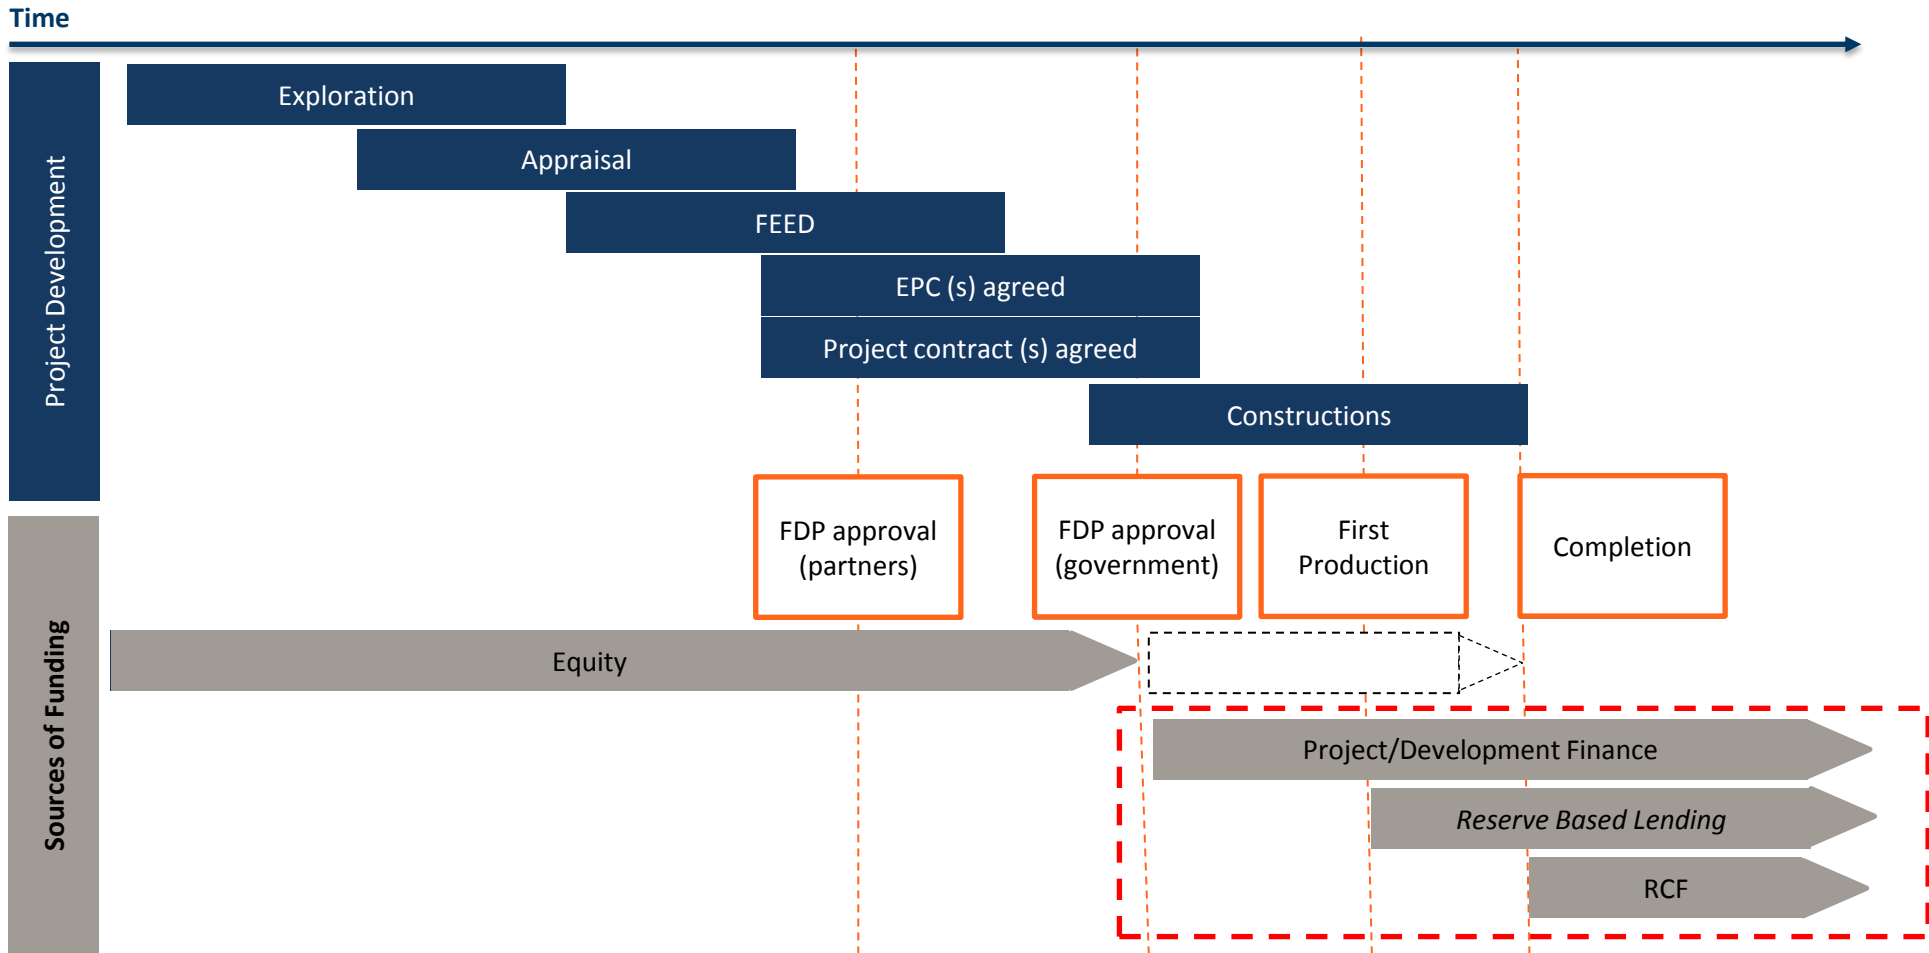 Time
Project Development
Exploration
Appraisal
FEED
EPC (s) agreed
Project contract (s) agreed
Constructions
FDP approval
(partners)
FDP approval
(government)
First
Production
Completion
Sources of Funding
Equity
Project/Development Finance
Reserve Based Lending
RCF